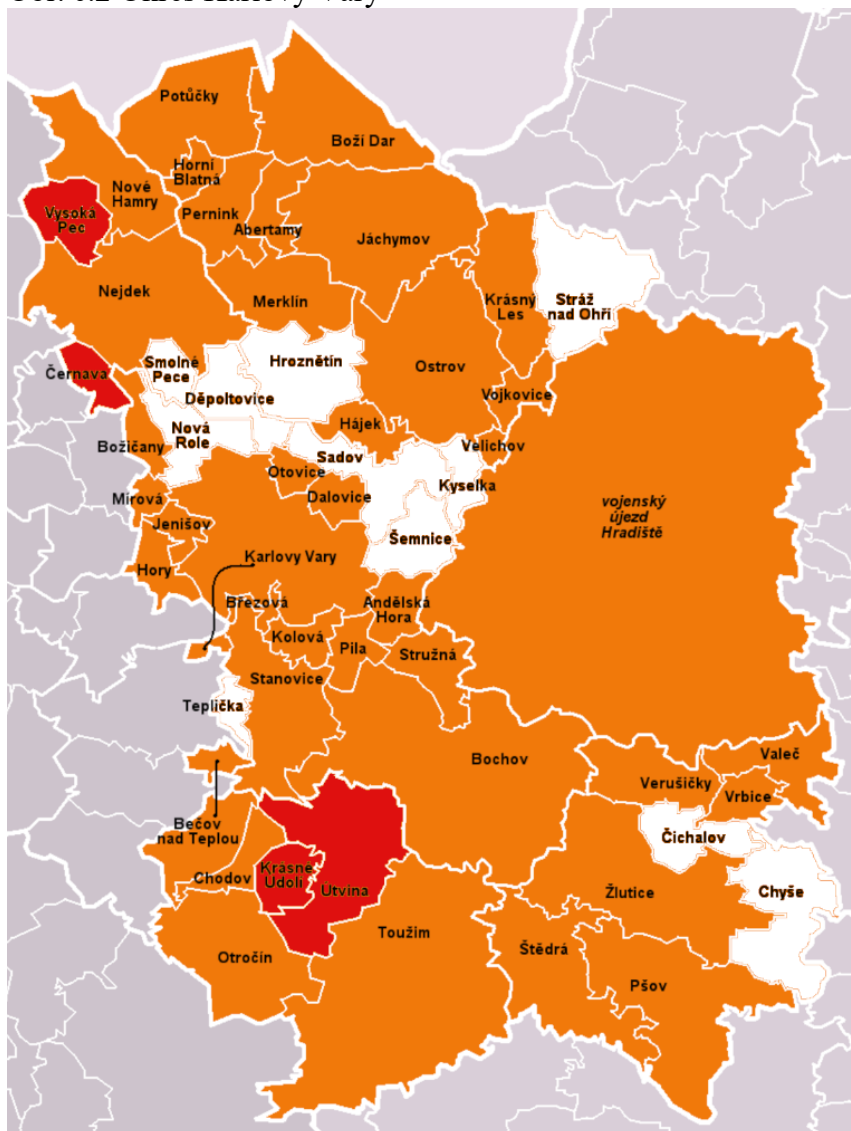 Potůčky
Boží Dar
Horní
Blatná
Nové
Hamry
Vysoká
Pec
Pernink
Abertamy
Jáchymov
Nejdek
Merklín
Krásný
Les
Stráž
nad Ohří
Smolné
Pece
Hroznětín
Ostrov
Černava
Děpoltovice
Vojkovice
Hájek
Nová
Role
Božičany
Velichov
Sadov
Otovice
Kyselka
Mírová
Dalovice
vojenský
újezd
Hradiště
Jenišov
Šemnice
Karlovy Vary
Hory
Březová
Andělská
Hora
Kolová
Pila
Stružná
Stanovice
Teplička
Bochov
Valeč
Verušičky
Vrbice
Bečov
nad Teplou
Čichalov
Krásné
Údolí
Chodov
Útvina
Žlutice
Chyše
Toužim
Otročín
Štědrá
Pšov